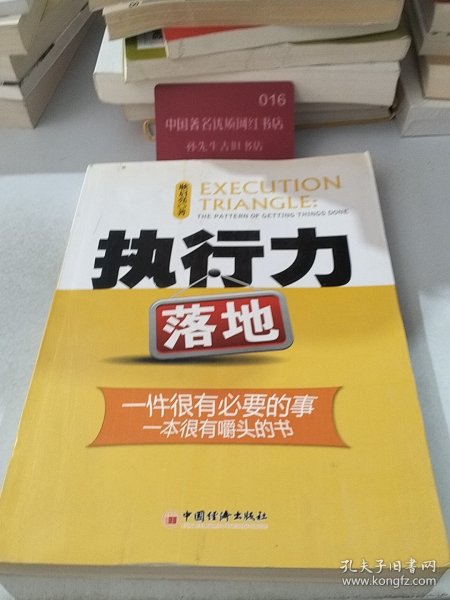 016
中国著名优质网红书店
孙先生古旧书店
EXECUTION
TRIANGLE:
THE PATTERN OF GETTING THINGS DONE
执行力
落地
一件很有必要的事
一本很有嚼头的书
中国经济出版社
孔夫子旧书网
www.kongfz.com